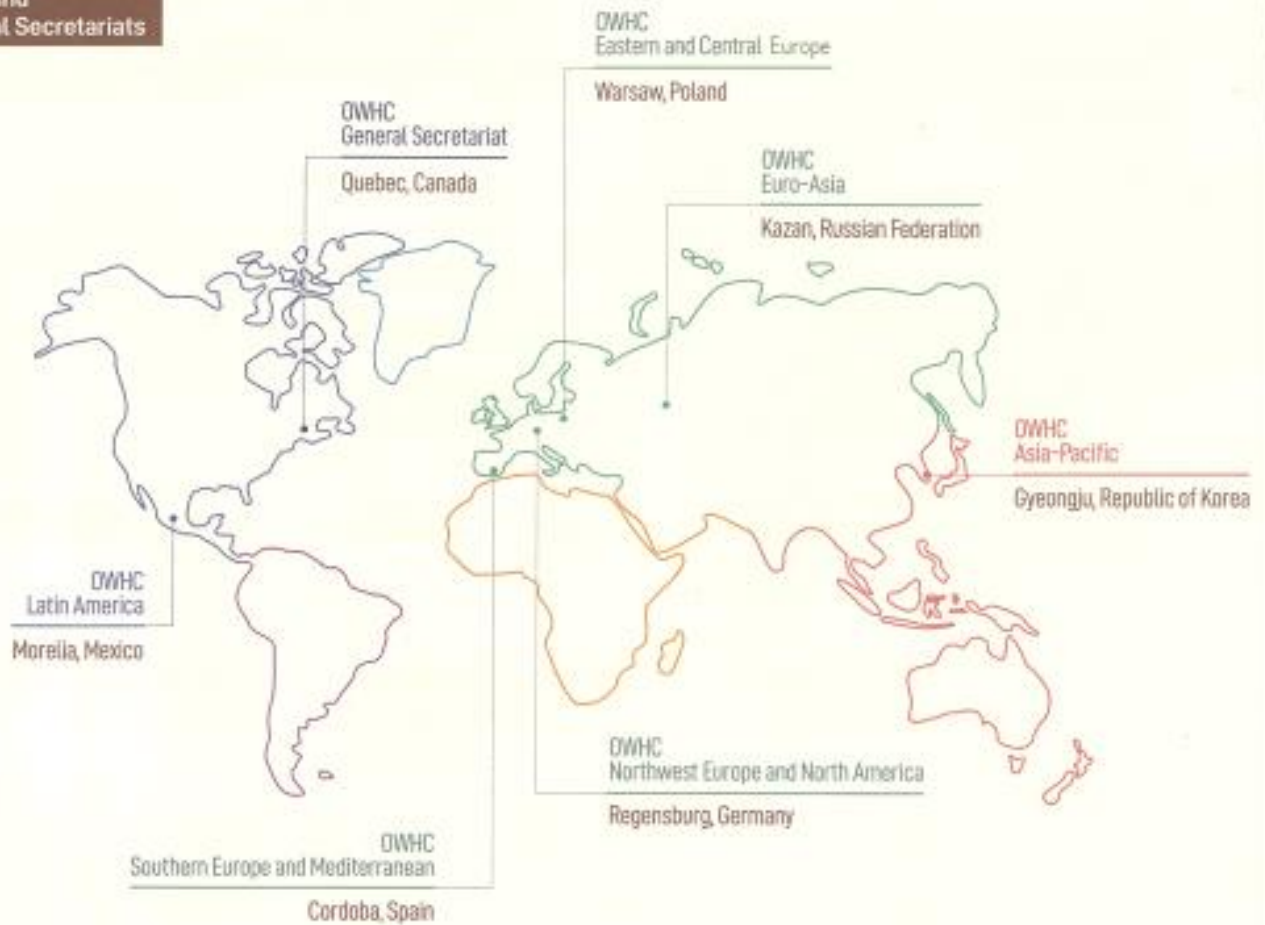 and
l Secretariats
OWHC
Eastern and Central Europe
Warsaw, Poland
OWHC
General Secretariat
Quebec, Canada
OWHC
Euro-Asia
Kazan, Russian Federation
OWHC
Asia-Pacific
Gyeongju, Republic of Korea
OWHC
Latin America
Morelia, Mexico
OWHC
Northwest Europe and North America
Regensburg, Germany
OWHC
Southern Europe and Mediterranean
Cordoba, Spain